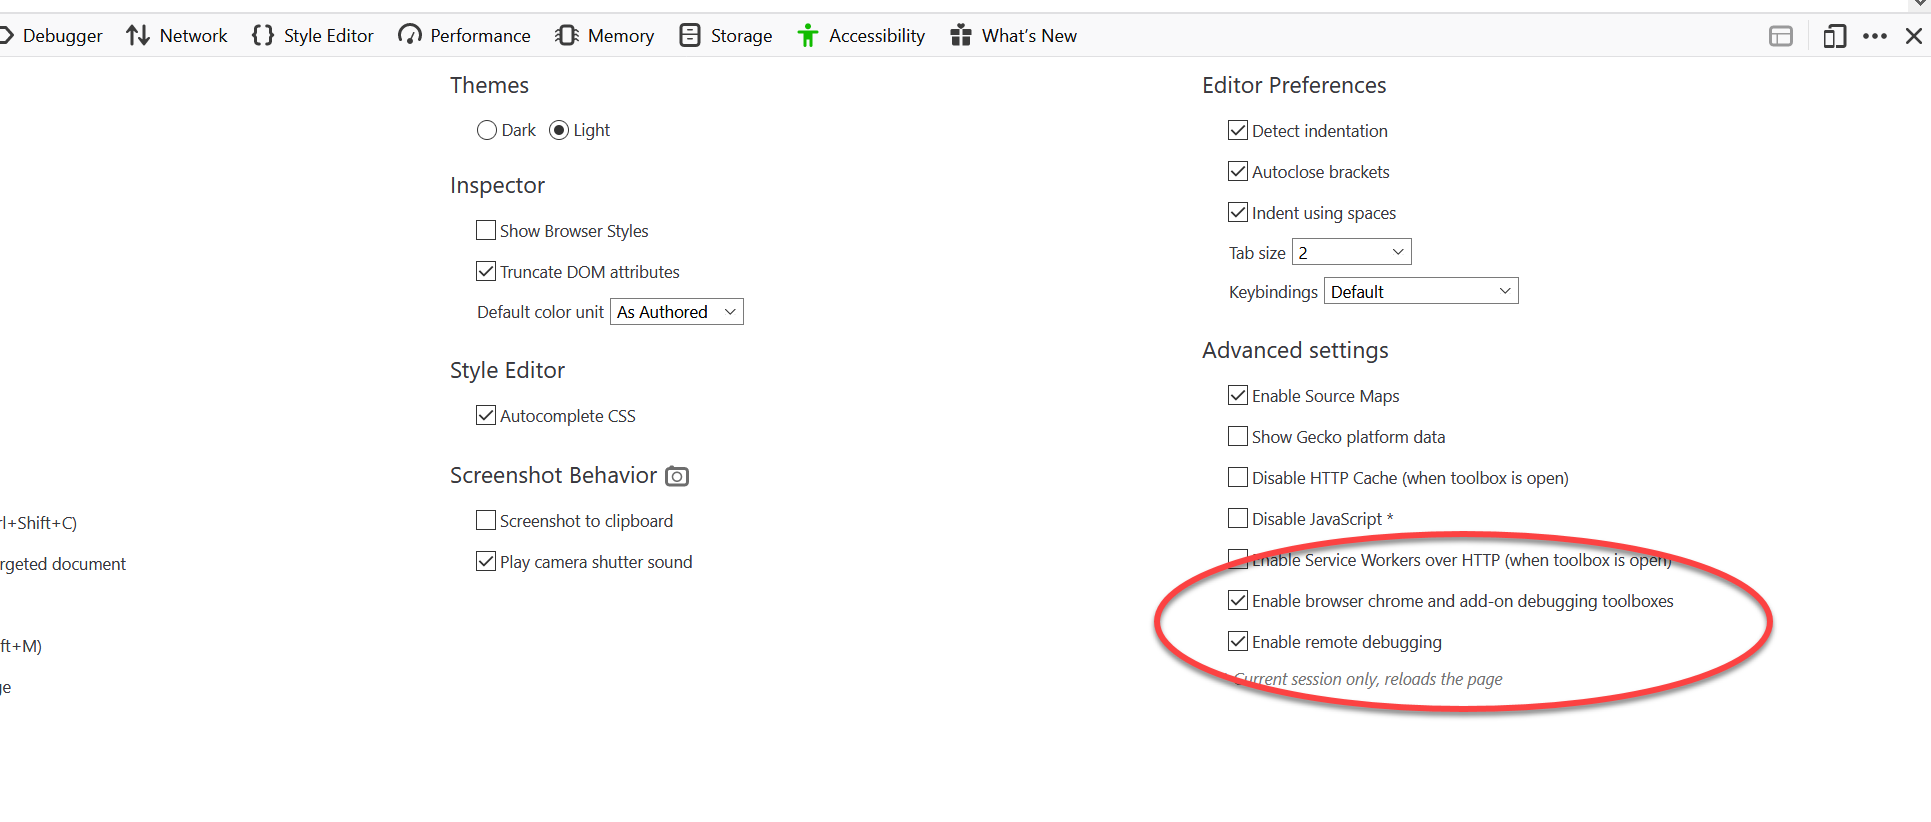 Debugger Network Style Editor Performance Memory Storage Accessibility What's New
rl+Shift+C)
rgeted document
ft+M)
ge
Themes
Dark Light
Inspector
Show Browser Styles
Truncate DOM attributes
Default color unit As Authored
Style Editor
Autocomplete CSS
Screenshot Behavior
Screenshot to clipboard
Play camera shutter sound
Editor Preferences
Detect indentation
Autoclose brackets
Indent using spaces
Tab size 2
Keybindings Default
Advanced settings
Enable Source Maps
Show Gecko platform data
Disable HTTP Cache (when toolbox is open)
Disable JavaScript *
Enable Service Workers over HTTP (when toolbox is open)
Enable browser chrome and add-on debugging toolboxes
Enable remote debugging
Current session only, reloads the page